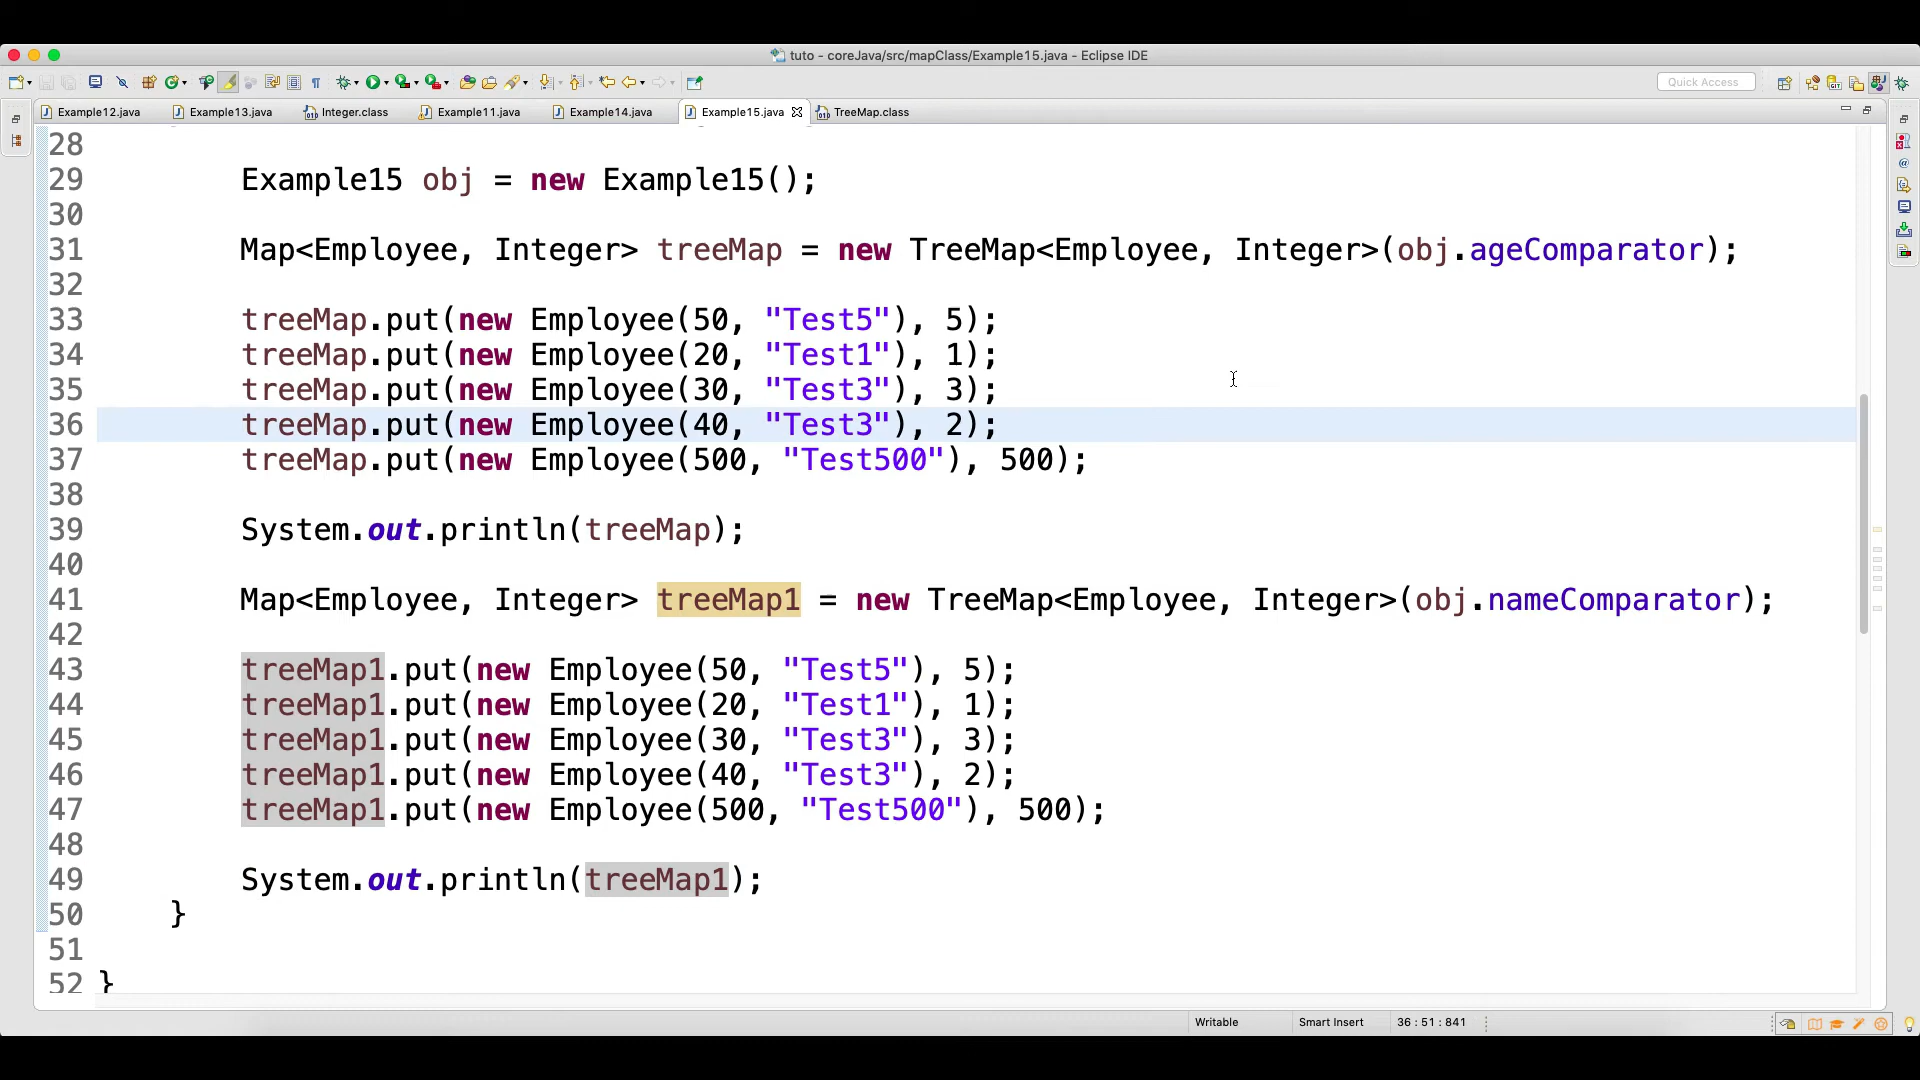 tuto - coreJava/src/mapClass/Example15.java - Eclipse IDE
Quick Access
Example12.java Example13.java Integer.class Example11.java Example14.java Example15.java TreeMap.class
28
29 Example15 obj = new Example15();
30
31 Map<Employee, Integer> treeMap = new TreeMap<Employee, Integer>(obj.ageComparator);
32
33 treeMap.put(new Employee(50, "Test5"), 5);
34 treeMap.put(new Employee(20, "Test1"), 1);
35 treeMap.put(new Employee(30, "Test3"), 3);
36 treeMap.put(new Employee(40, "Test3"), 2);
37 treeMap.put(new Employee(500, "Test500"), 500);
38
39 System.out.println(treeMap);
40
41 Map<Employee, Integer> treeMap1 = new TreeMap<Employee, Integer>(obj.nameComparator);
42
43 treeMap1.put(new Employee(50, "Test5"), 5);
44 treeMap1.put(new Employee(20, "Test1"), 1);
45 treeMap1.put(new Employee(30, "Test3"), 3);
46 treeMap1.put(new Employee(40, "Test3"), 2);
47 treeMap1.put(new Employee(500, "Test500"), 500);
48
49 System.out.println(treeMap1);
50 }
51
52 }
Writable Smart Insert 36 : 51 : 841